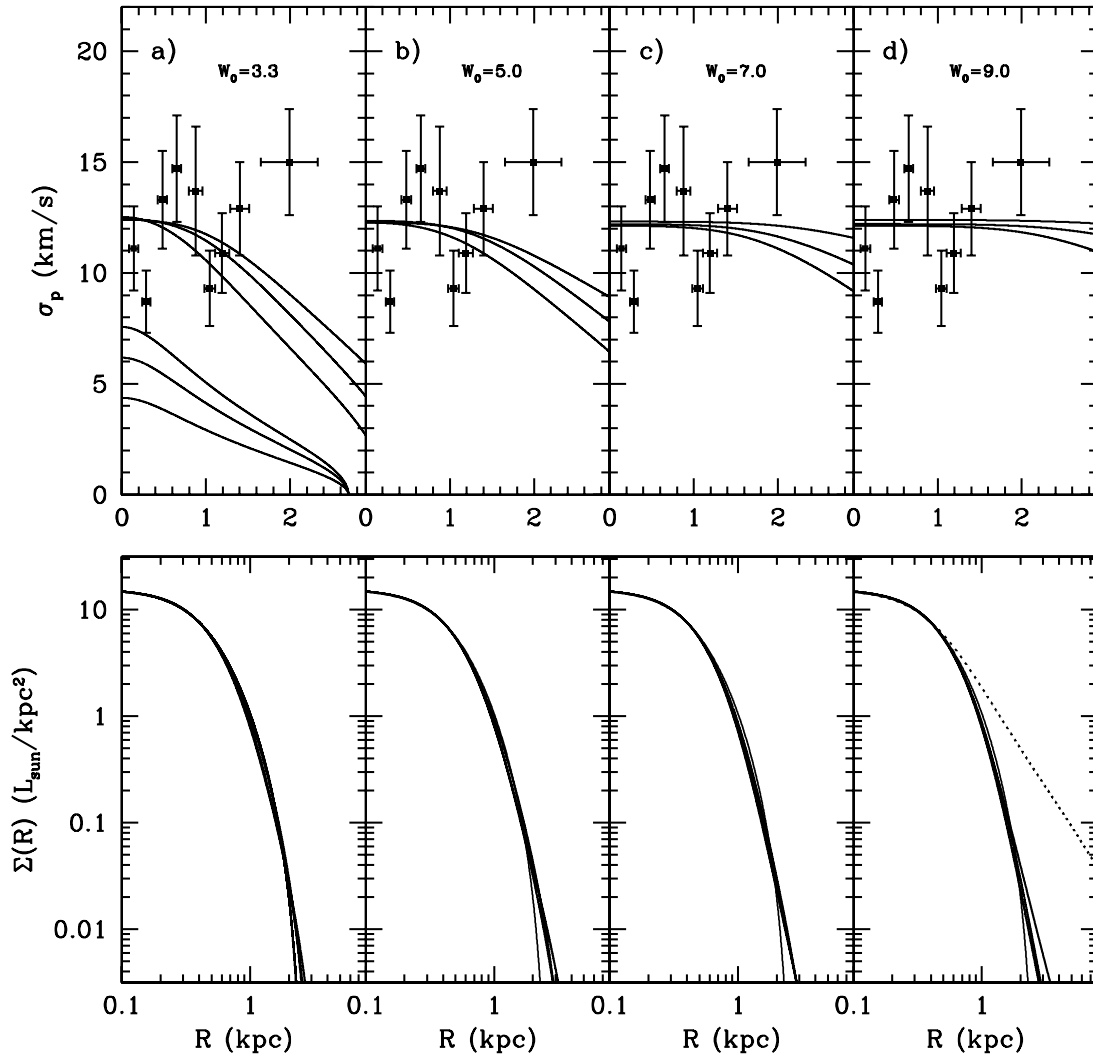 20
15
10
5
0
σp (km/s)
a)
W0=3.3
b)
W0=5.0
c)
W0=7.0
d)
W0=9.0
0 1 2 0 1 2 0 1 2 0 1 2
10
1
0.1
0.01
Σ(R) (Lsun/kpc²)
0.1 1 0.1 1 0.1 1 0.1 1
R (kpc) R (kpc) R (kpc) R (kpc)